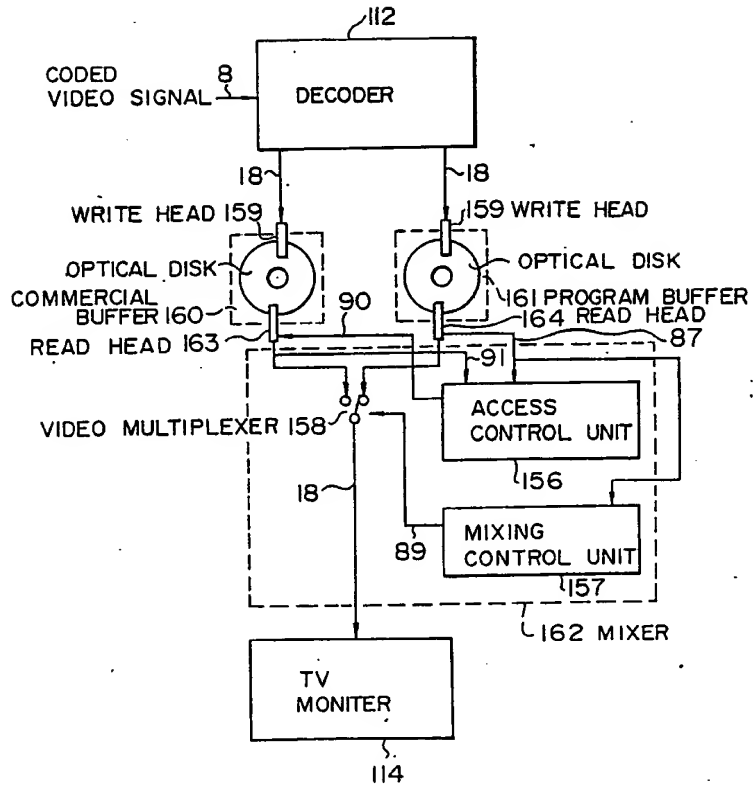 112
CODED
VIDEO SIGNAL
8
DECODER
18
18
WRITE HEAD 159
159 WRITE HEAD
OPTICAL DISK
OPTICAL DISK
COMMERCIAL
BUFFER 160
161 PROGRAM BUFFER
90
164 READ HEAD
READ HEAD 163
87
91
VIDEO MULTIPLEXER 158
ACCESS
CONTROL UNIT
156
18
89
MIXING
CONTROL UNIT
157
162 MIXER
TV
MONITER
114